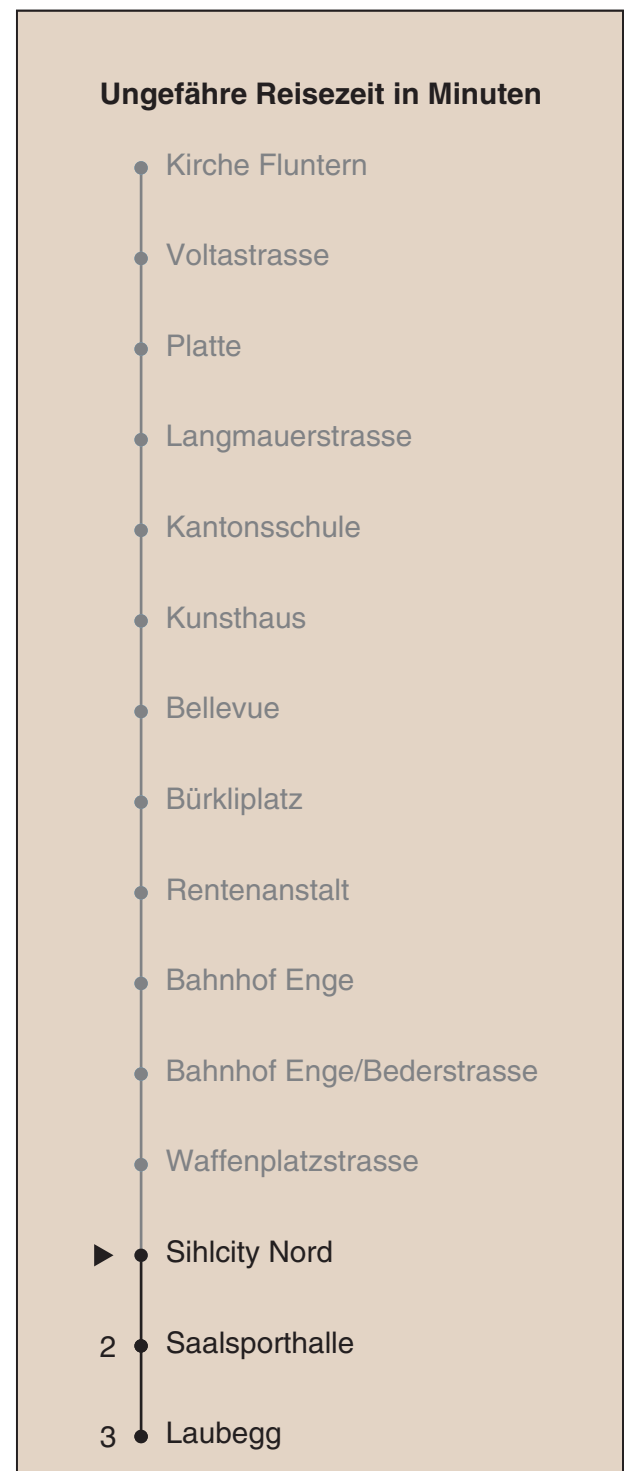 Ungefähre Reisezeit in Minuten
Kirche Fluntern
Voltastrasse
Platte
Langmauerstrasse
Kantonsschule
Kunsthaus
Bellevue
Bürkliplatz
Rentenanstalt
Bahnhof Enge
Bahnhof Enge/Bederstrasse
Waffenplatzstrasse
Sihlcity Nord
2 Saalsporthalle
3 Laubegg